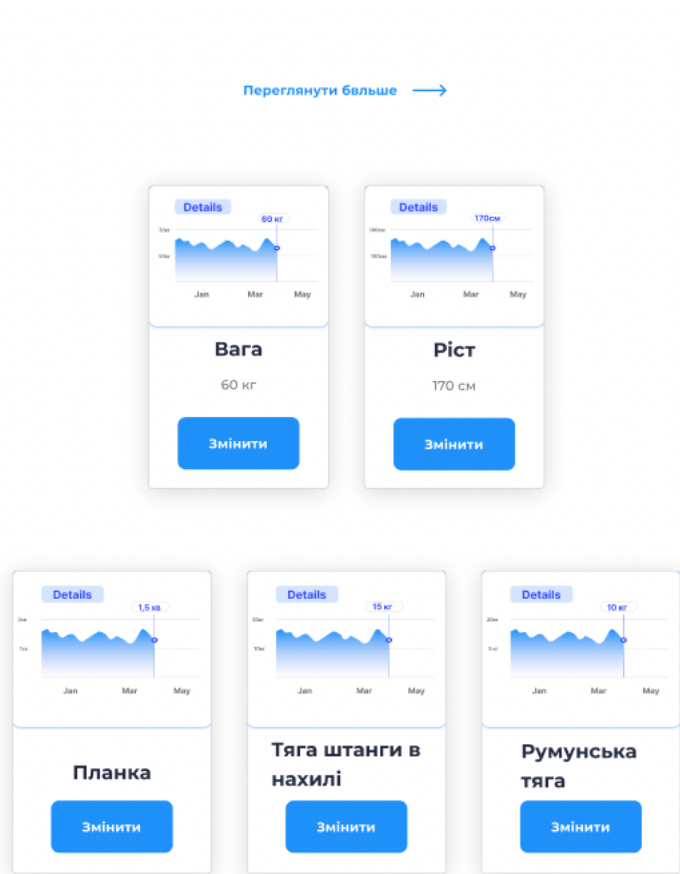 Переглянути бвльше
Details
60 кг
Jan Mar May
Вага
60 кг
Змінити
Details
170см
Jan Mar May
Ріст
170 см
Змінити
Details
1,5 хв
Jan Mar May
Планка
Змінити
Details
15 кг
Jan Mar May
Тяга штанги в
нахилі
Змінити
Details
10 кг
Jan Mar May
Румунська
тяга
Змінити